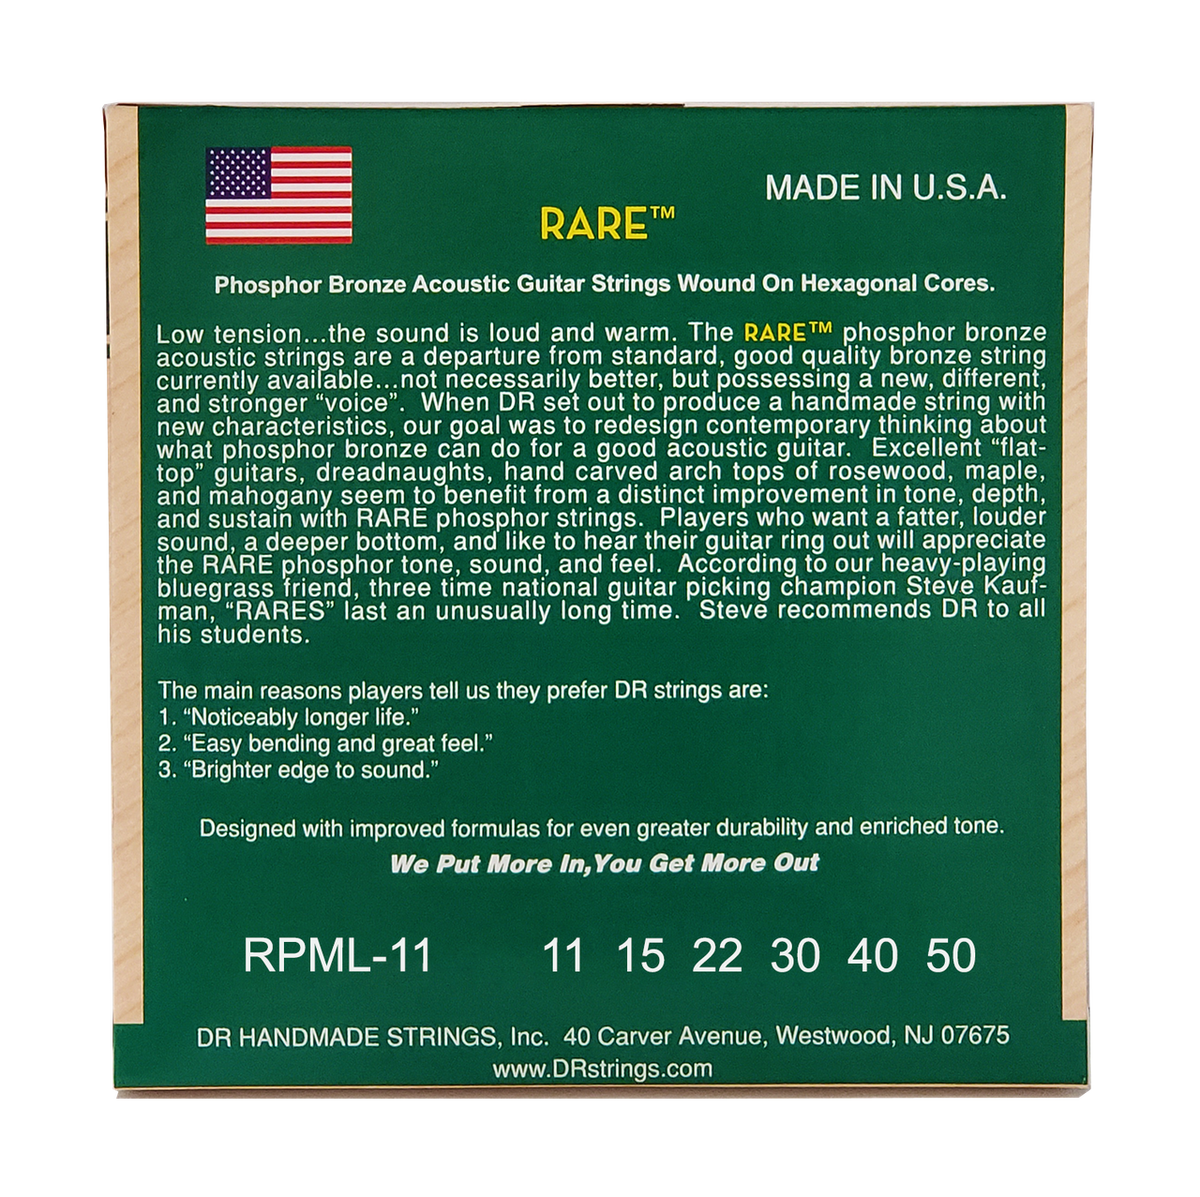 MADE IN U.S.A.
RARE™
Phosphor Bronze Acoustic Guitar Strings Wound On Hexagonal Cores.
Low tension...the sound is loud and warm. The RARE™ phosphor bronze
acoustic strings are a departure from standard, good quality bronze string
currently available...not necessarily better, but possessing a new, different,
and stronger “voice”. When DR set out to produce a handmade string with
new characteristics, our goal was to redesign contemporary thinking about
what phosphor bronze can do for a good acoustic guitar. Excellent “flat-
top” guitars, dreadnaughts, hand carved arch tops of rosewood, maple,
and mahogany seem to benefit from a distinct improvement in tone, depth,
and sustain with RARE phosphor strings. Players who want a fatter, louder
sound, a deeper bottom, and like to hear their guitar ring out will appreciate
the RARE phosphor tone, sound, and feel. According to our heavy-playing
bluegrass friend, three time national guitar picking champion Steve Kauf-
man, “RARES” last an unusually long time. Steve recommends DR to all
his students.
The main reasons players tell us they prefer DR strings are:
1. “Noticeably longer life.”
2. “Easy bending and great feel.”
3. “Brighter edge to sound.”
Designed with improved formulas for even greater durability and enriched tone.
We Put More In,You Get More Out
RPML-11 11 15 22 30 40 50
DR HANDMADE STRINGS, Inc. 40 Carver Avenue, Westwood, NJ 07675
www.DRstrings.com